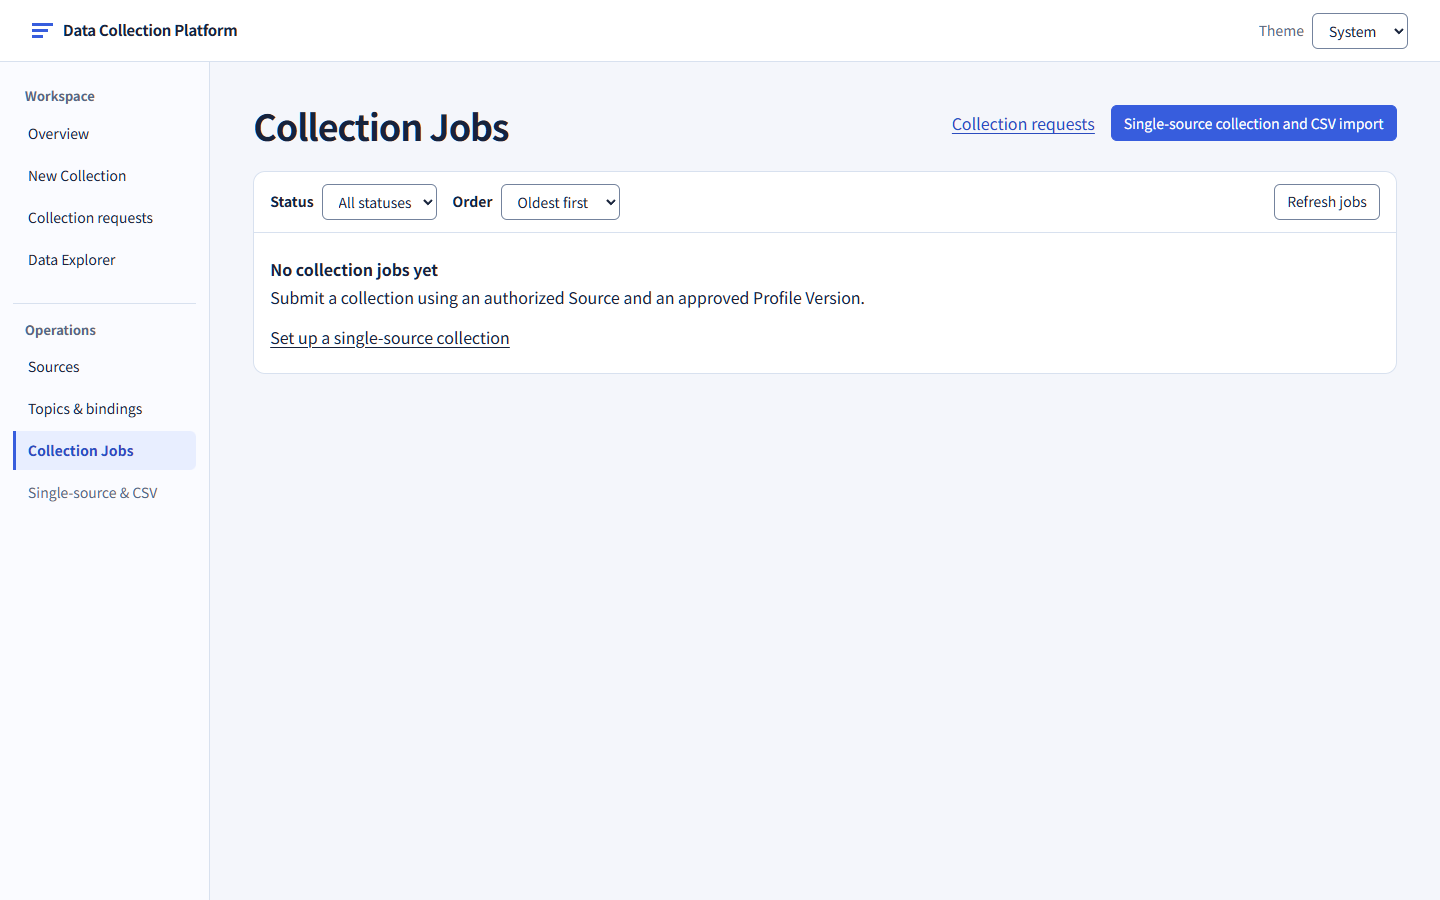 Data Collection Platform
Theme System
Workspace
Overview
New Collection
Collection requests
Data Explorer
Operations
Sources
Topics & bindings
Collection Jobs
Single-source & CSV
Collection Jobs
Collection requests Single-source collection and CSV import
Status All statuses Order Oldest first Refresh jobs
No collection jobs yet
Submit a collection using an authorized Source and an approved Profile Version.
Set up a single-source collection